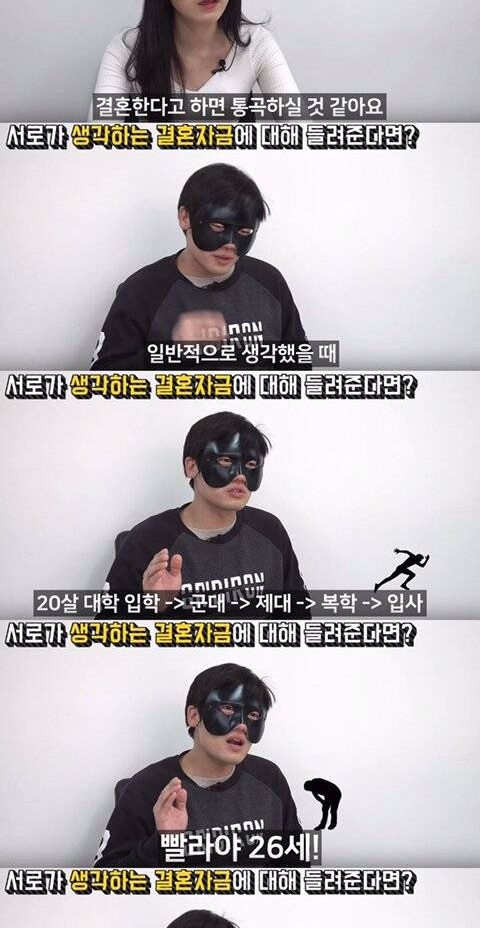 결혼한다고 하면 통곡하실 것 같아요
서로가 생각하는 결혼자금에 대해 들려준다면?
GRIDIRON
일반적으로 생각했을 때
서로가 생각하는 결혼자금에 대해 들려준다면?
GRIDIRON
20살 대학 입학 -> 군대 -> 제대 -> 복학 -> 입사
서로가 생각하는 결혼자금에 대해 들려준다면?
GRIDIRON
빨라야 26세!
서로가 생각하는 결혼자금에 대해 들려준다면?